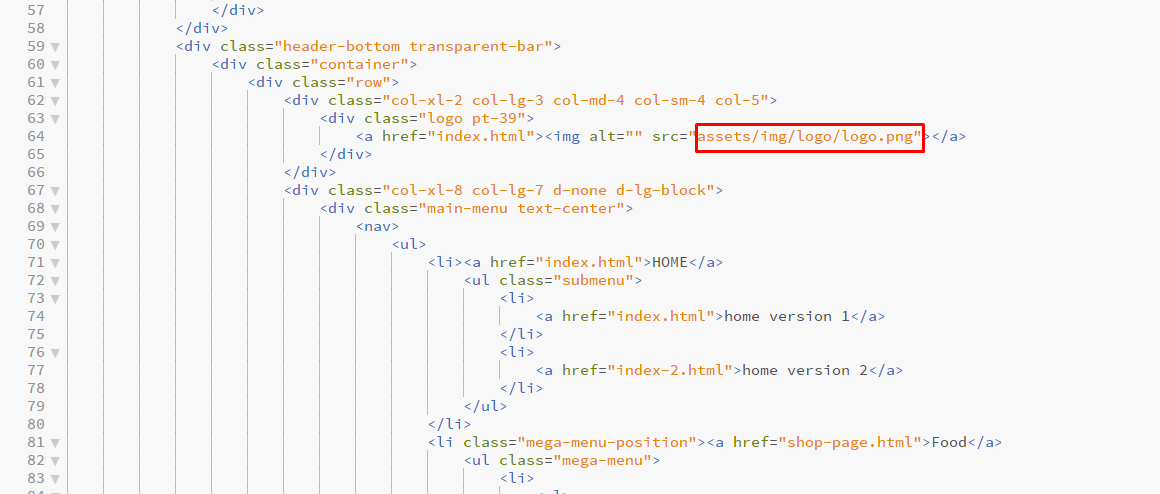 57 </div>
58 </div>
59 <div class="header-bottom transparent-bar">
60 <div class="container">
61 <div class="row">
62 <div class="col-xl-2 col-lg-3 col-md-4 col-sm-4 col-5">
63 <div class="logo pt-39">
64 <a href="index.html"><img alt="" src="assets/img/logo/logo.png"></a>
65 </div>
66 </div>
67 <div class="col-xl-8 col-lg-7 d-none d-lg-block">
68 <div class="main-menu text-center">
69 <nav>
70 <ul>
71 <li><a href="index.html">HOME</a>
72 <ul class="submenu">
73 <li>
74 <a href="index.html">home version 1</a>
75 </li>
76 <li>
77 <a href="index-2.html">home version 2</a>
78 </li>
79 </ul>
80 </li>
81 <li class="mega-menu-position"><a href="shop-page.html">Food</a>
82 <ul class="mega-menu">
83 <li>